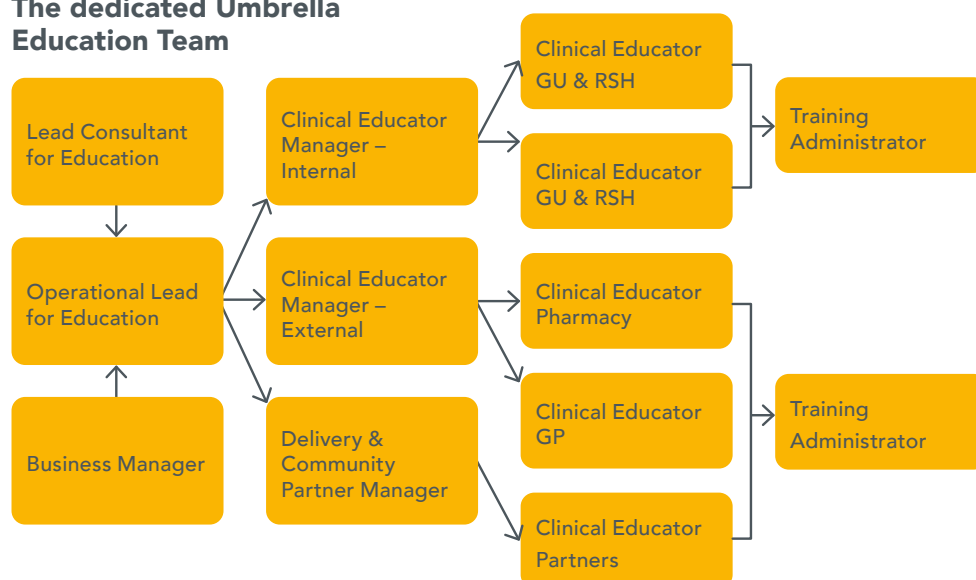 The dedicated Umbrella
Education Team
Lead Consultant
for Education
Operational Lead
for Education
Business Manager
Clinical Educator
Manager –
Internal
Clinical Educator
Manager –
External
Delivery &
Community
Partner Manager
Clinical Educator
GU & RSH
Clinical Educator
GU & RSH
Clinical Educator
Pharmacy
Clinical Educator
GP
Clinical Educator
Partners
Training
Administrator
Training
Administrator